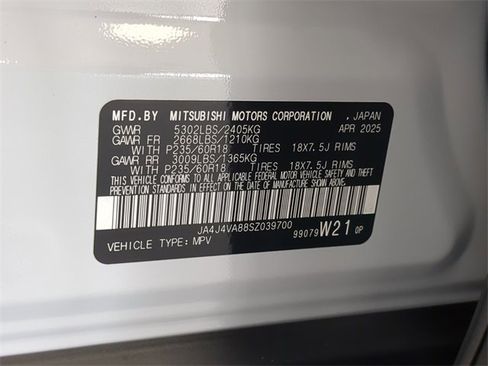 MFD.BY MITSUBISHI MOTORS CORPORATION , JAPAN
GVWR 5302LBS/2405KG APR 2025
GAWR FR 2668LBS/1210KG
WITH P235/60R18 TIRES 18X7.5J RIMS
GAWR RR 3009LBS/1365KG
WITH P235/60R18 TIRES 18X7.5J RIMS
THIS VEHICLE CONFORMS TO ALL APPLICABLE FEDERAL MOTOR VEHICLE SAFETY AND THEFT
PREVENTION STANDARDS IN EFFECT ON THE DATE OF MANUFACTURE SHOWN ABOVE.
JA4J4VA88SZ039700
VEHICLE TYPE: MPV 99079 W21 0P